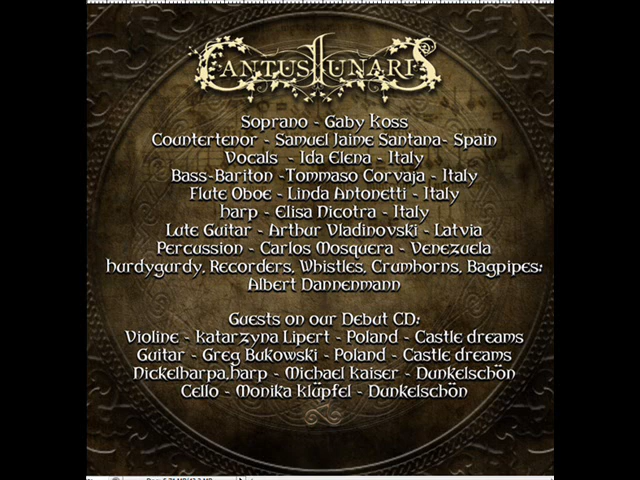 Cantus Lunaris
Soprano - Gaby Koss
Countertenor - Samuel Jaime Santana- Spain
Vocals - Ida Elena - Italy
Bass-Bariton -Tommaso Corvaja - Italy
Flute Oboe - Linda Antonetti - Italy
harp - Elisa Nicotra - Italy
Lute Guitar - Arthur Vladinovski - Latvia
Percussion - Carlos Mosquera - Venezuela
hurdygurdy, Recorders, Whistles, Crumhorns, Bagpipes:
Albert Dannenmann
Guests on our Debut CD:
Violine - Katarzyna Lipert - Poland - Castle dreams
Guitar - Greg Bukowski - Poland - Castle dreams
Nickelharpa,harp - Michael Kaiser - Dunkelschön
Cello - Monika Klüpfel - Dunkelschön